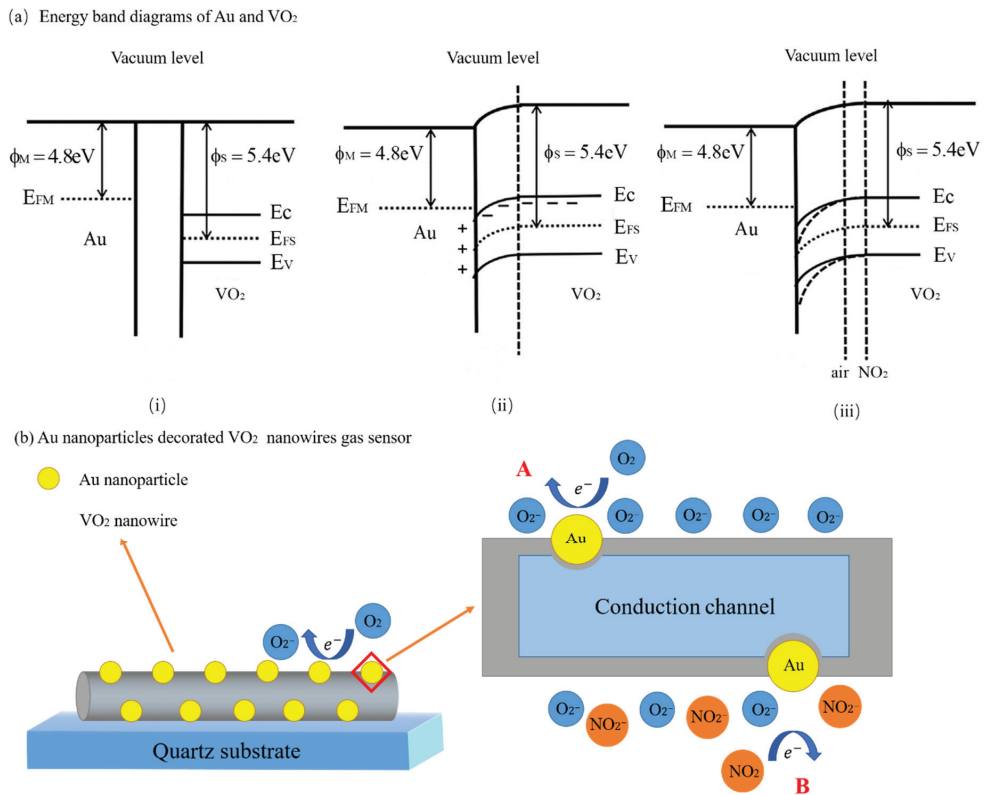 (a) Energy band diagrams of Au and VO₂
Vacuum level
ϕM = 4.8eV
ϕS = 5.4eV
EFM
Au
Ec
EFS
EV
VO₂
(i)
Vacuum level
ϕM = 4.8eV
ϕS = 5.4eV
EFM
Au
Ec
EFS
EV
VO₂
+
+
+
(ii)
Vacuum level
ϕM = 4.8eV
ϕS = 5.4eV
EFM
Au
Ec
EFS
EV
VO₂
air NO₂
(iii)
(b) Au nanoparticles decorated VO₂ nanowires gas sensor
Au nanoparticle
VO₂ nanowire
O₂
O₂⁻
e⁻
Quartz substrate
A
O₂
e⁻
O₂⁻ O₂⁻ O₂⁻ O₂⁻ O₂⁻
Au
Conduction channel
Au
O₂⁻ NO₂⁻ O₂⁻ NO₂⁻ O₂⁻ NO₂⁻
NO₂
e⁻
B